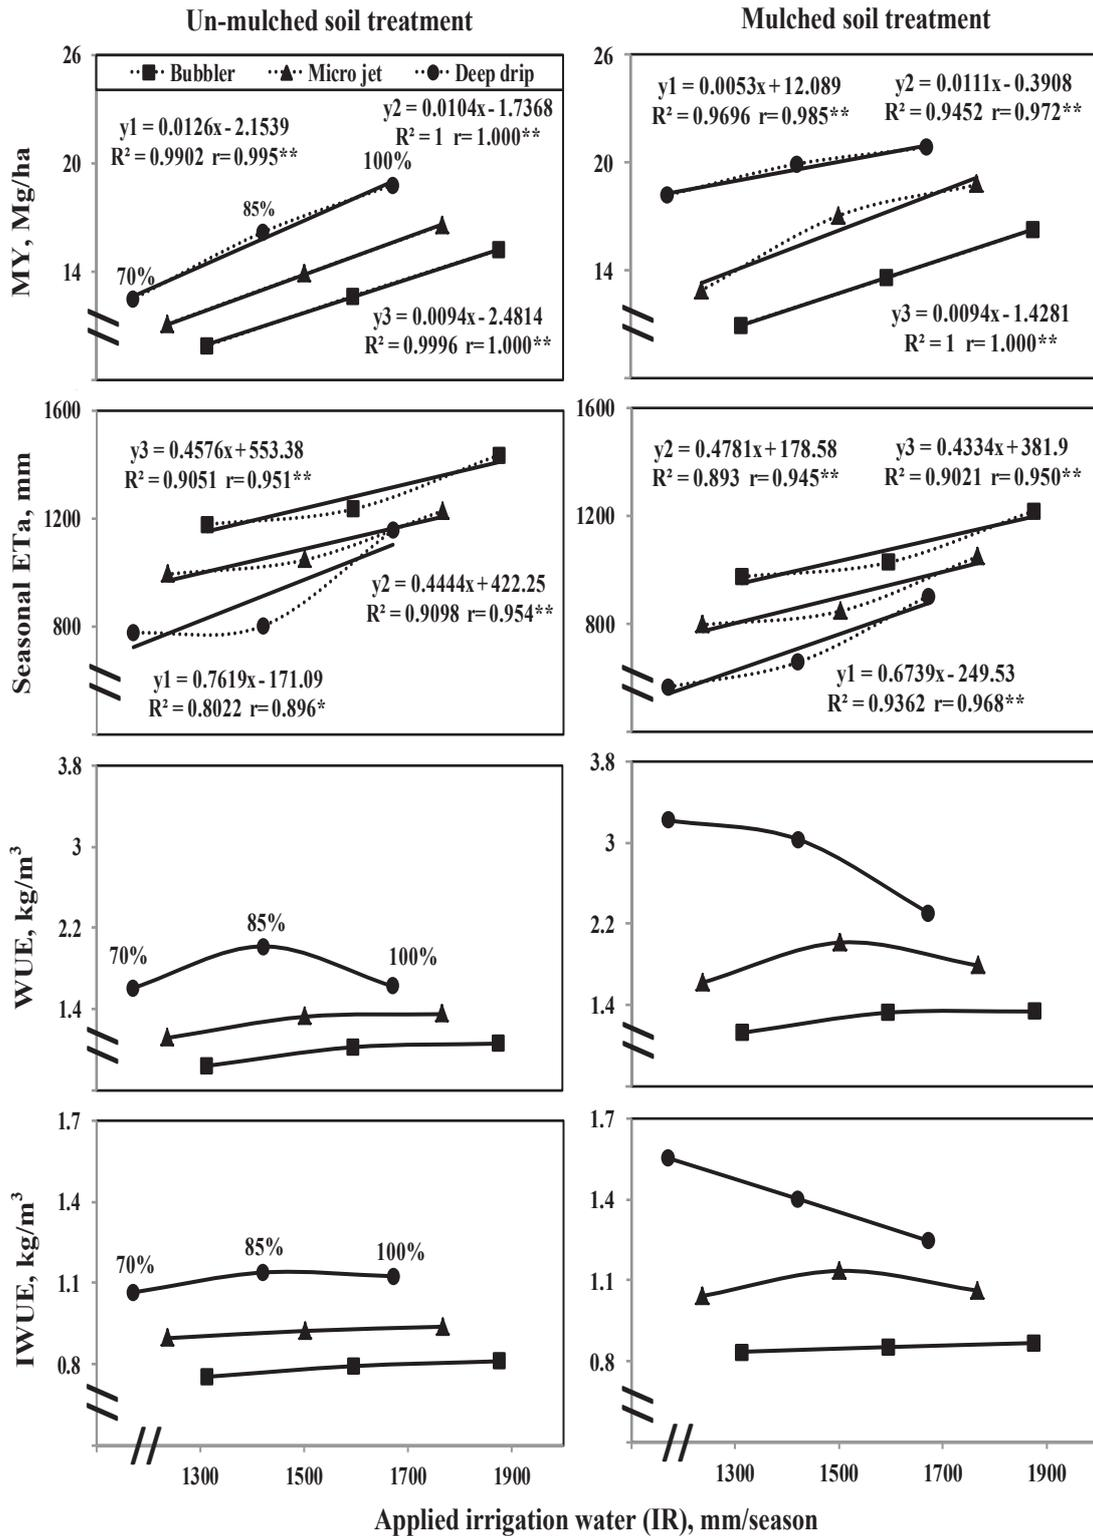 Un-mulched soil treatment
Mulched soil treatment
MY, Mg/ha
26
20
14
Bubbler Micro jet Deep drip
y1 = 0.0126x - 2.1539
R² = 0.9902 r=0.995**
y2 = 0.0104x - 1.7368
R² = 1 r=1.000**
100%
85%
70%
y3 = 0.0094x - 2.4814
R² = 0.9996 r=1.000**
26
20
14
y1 = 0.0053x + 12.089
R² = 0.9696 r=0.985**
y2 = 0.0111x - 0.3908
R² = 0.9452 r=0.972**
y3 = 0.0094x - 1.4281
R² = 1 r=1.000**
Seasonal ETa, mm
1600
1200
800
y3 = 0.4576x + 553.38
R² = 0.9051 r=0.951**
y2 = 0.4444x + 422.25
R² = 0.9098 r=0.954**
y1 = 0.7619x - 171.09
R² = 0.8022 r=0.896*
1600
1200
800
y2 = 0.4781x + 178.58
R² = 0.893 r=0.945**
y3 = 0.4334x + 381.9
R² = 0.9021 r=0.950**
y1 = 0.6739x - 249.53
R² = 0.9362 r=0.968**
WUE, kg/m³
3.8
3
2.2
1.4
70%
85%
100%
3.8
3
2.2
1.4
IWUE, kg/m³
1.7
1.4
1.1
0.8
70%
85%
100%
1.7
1.4
1.1
0.8
1300 1500 1700 1900
1300 1500 1700 1900
Applied irrigation water (IR), mm/season